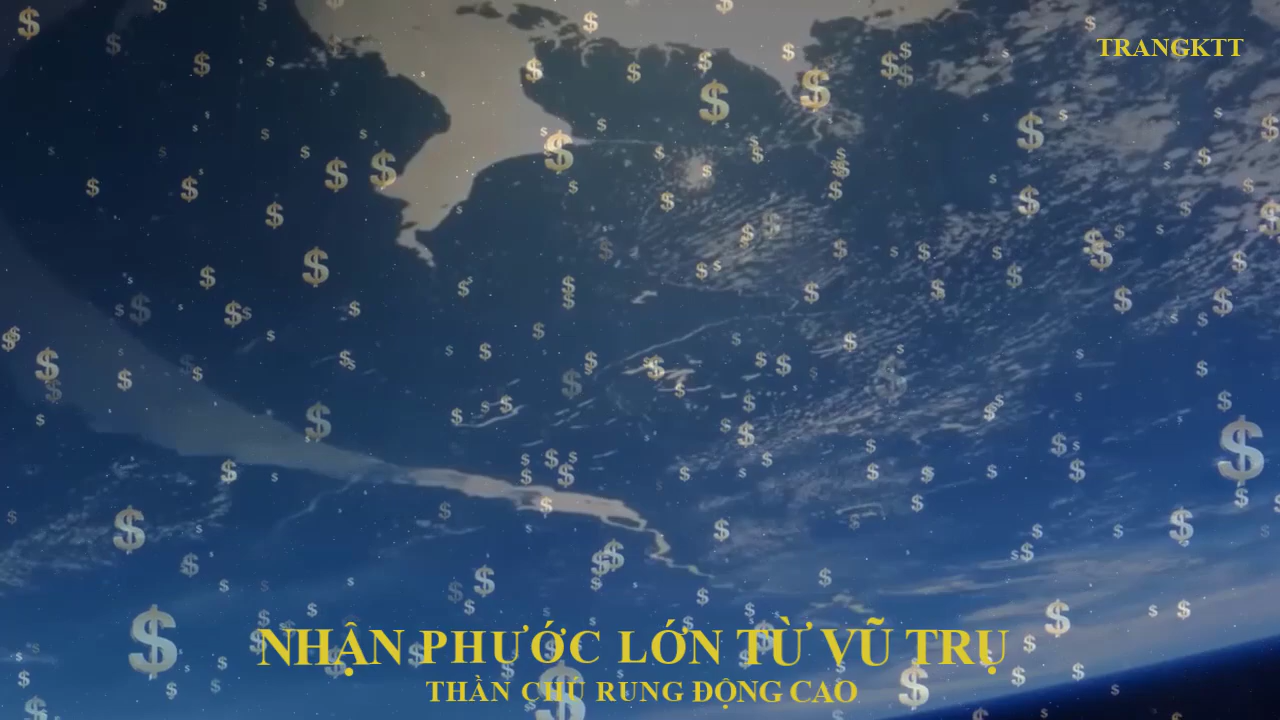 TRANGKTT
NHẬN PHƯỚC LỚN TỪ VŨ TRỤ
THẦN CHÚ RUNG ĐỘNG CAO